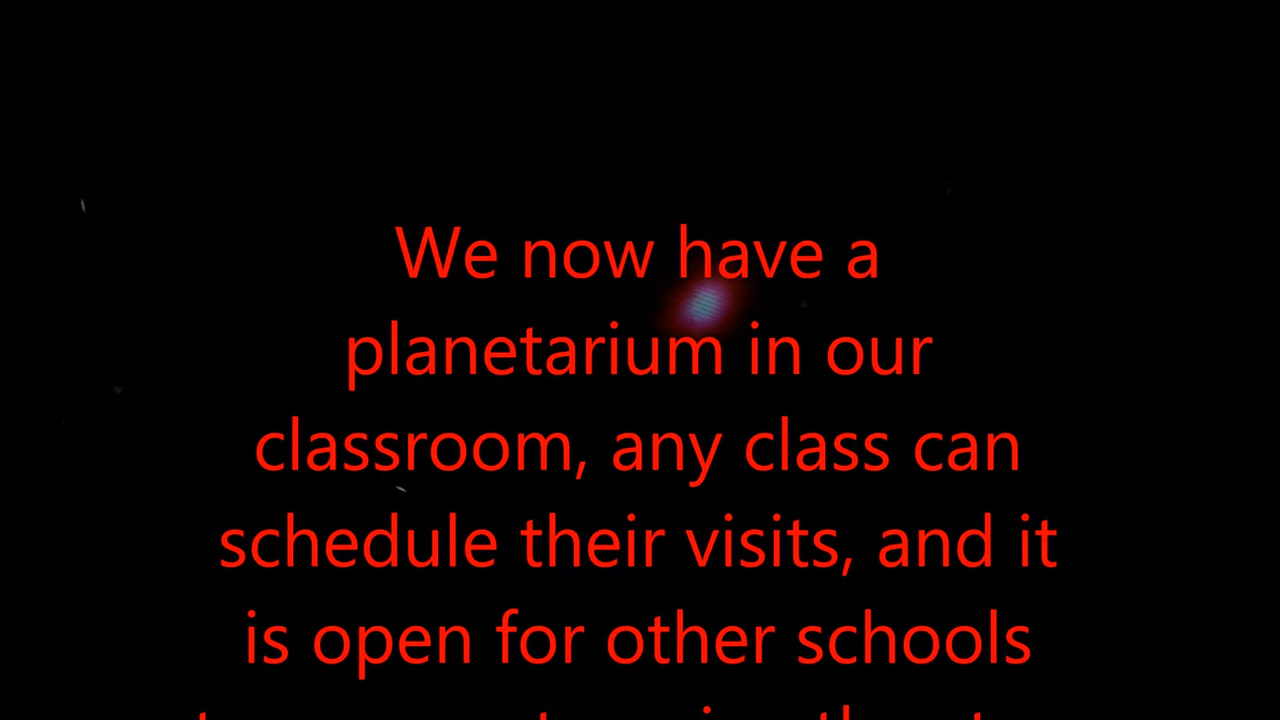 We now have a
planetarium in our
classroom, any class can
schedule their visits, and it
is open for other schools